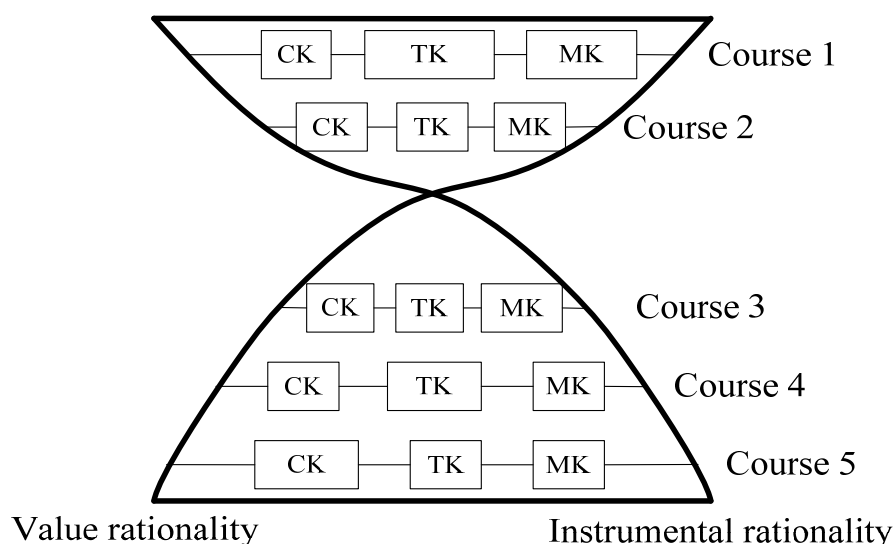 CK TK MK Course 1
CK TK MK Course 2
CK TK MK Course 3
CK TK MK Course 4
CK TK MK Course 5
Value rationality Instrumental rationality